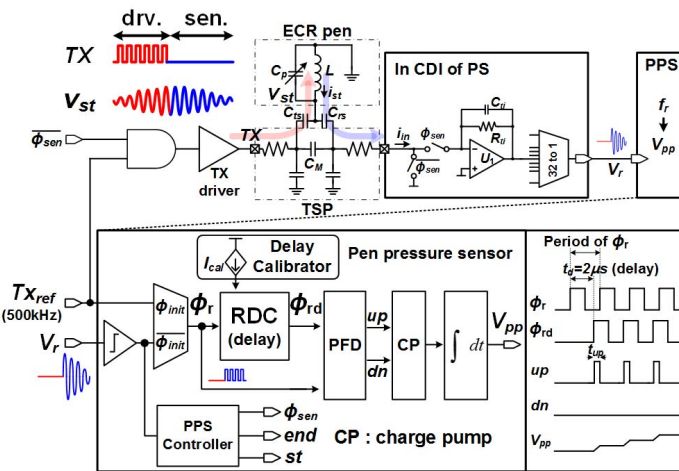 drv. sen.
TX
Vst
ECR pen
Cp
L
Vst
ist
Cts
Crs
In CDI of PS
PPS
fr
Vpp
ϕsen
TX driver
TX
CM
TSP
iin
ϕsen
ϕsen
Cti
Rti
U1
32 to 1
Vr
Pen pressure sensor
Ical
Delay Calibrator
Txref
(500kHz)
Vr
ϕinit
ϕinit
ϕr
RDC
(delay)
ϕrd
PFD
up
dn
CP
∫ dt
Vpp
PPS Controller
ϕsen
end
st
CP : charge pump
Period of ϕr
td=2μs (delay)
ϕr
ϕrd
tup
up
dn
Vpp